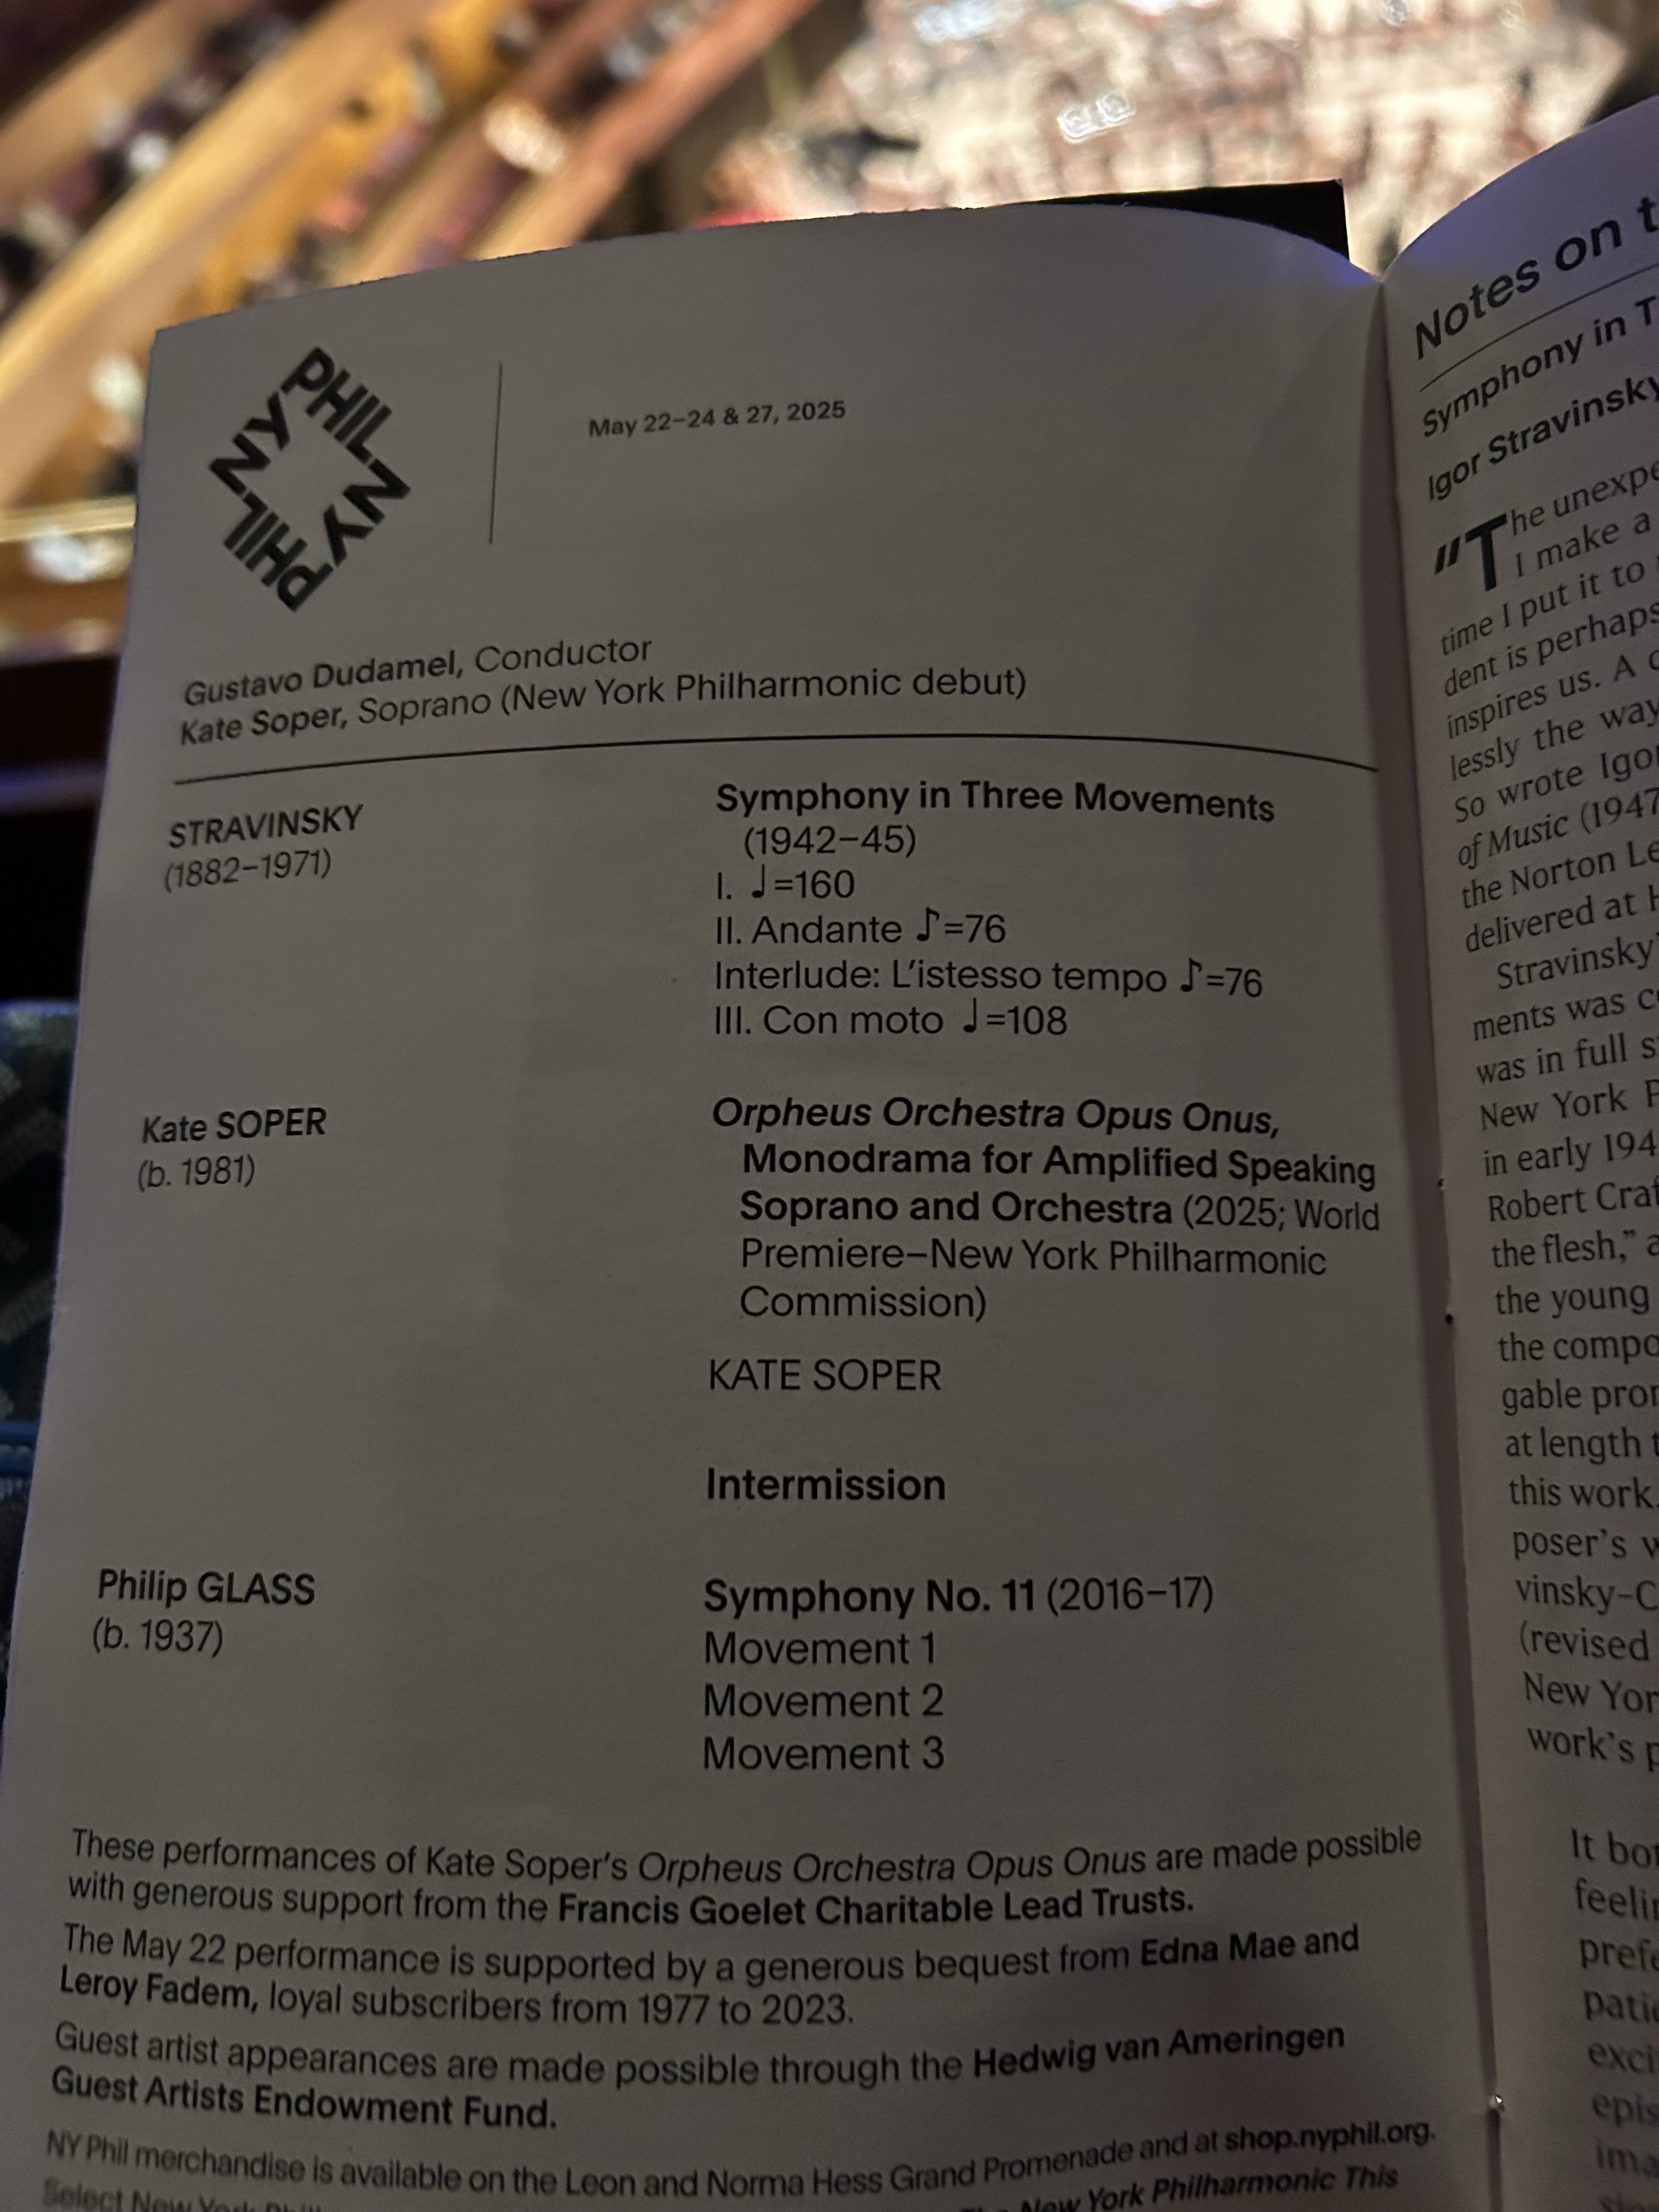 NY PHIL NY PHIL
May 22–24 & 27, 2025
Gustavo Dudamel, Conductor
Kate Soper, Soprano (New York Philharmonic debut)
STRAVINSKY
(1882–1971)
Symphony in Three Movements
(1942–45)
I. ♩=160
II. Andante ♪=76
Interlude: L’istesso tempo ♪=76
III. Con moto ♩=108
Kate SOPER
(b. 1981)
Orpheus Orchestra Opus Onus,
Monodrama for Amplified Speaking
Soprano and Orchestra (2025; World
Premiere–New York Philharmonic
Commission)
KATE SOPER
Intermission
Philip GLASS
(b. 1937)
Symphony No. 11 (2016–17)
Movement 1
Movement 2
Movement 3
These performances of Kate Soper’s Orpheus Orchestra Opus Onus are made possible
with generous support from the Francis Goelet Charitable Lead Trusts.
The May 22 performance is supported by a generous bequest from Edna Mae and
Leroy Fadem, loyal subscribers from 1977 to 2023.
Guest artist appearances are made possible through the Hedwig van Ameringen
Guest Artists Endowment Fund.
NY Phil merchandise is available on the Leon and Norma Hess Grand Promenade and at shop.nyphil.org.
Select New York New York Philharmonic This
Notes on t
Symphony in T
Igor Stravinsky
“The unexpe
I make a
time I put it to
dent is perhaps
inspires us. A
lessly the way
So wrote Igor
of Music (1947
the Norton Le
delivered at H
Stravinsky’
ments was co
was in full s
New York P
in early 194
Robert Craf
the flesh,” a
the young
the compo
gable pron
at length t
this work.
poser’s w
vinsky–C
(revised
New Yor
work’s p
It bor
feelin
prefe
patic
exci
epis
ima